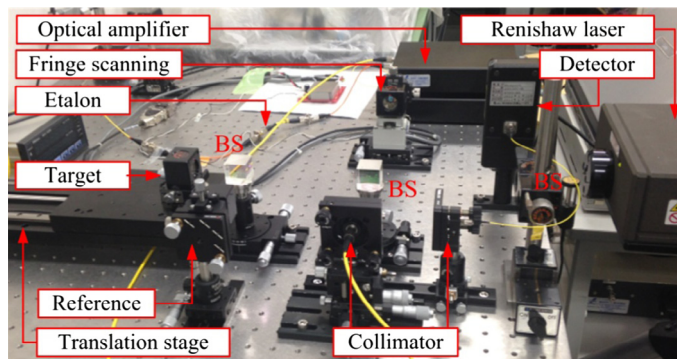 Optical amplifier
Renishaw laser
Fringe scanning
Detector
Etalon
BS
Target
BS
BS
Reference
Translation stage
Collimator